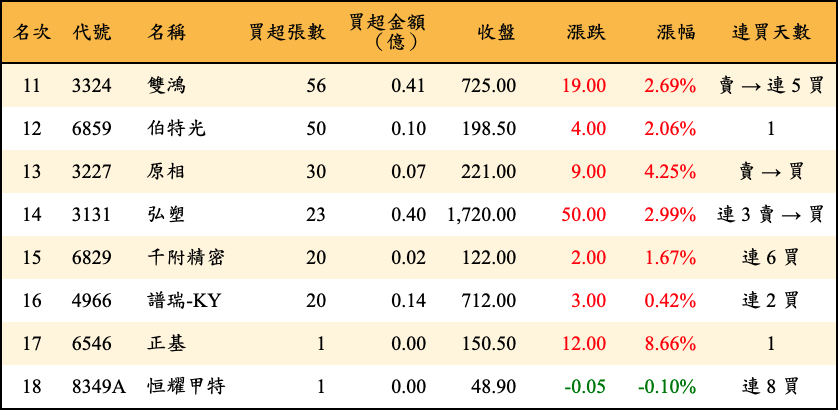 名次 代號 名稱 買超張數 買超金額（億） 收盤 漲跌 漲幅 連買天數
11 3324 雙鴻 56 0.41 725.00 19.00 2.69% 賣 → 連 5 買
12 6859 伯特光 50 0.10 198.50 4.00 2.06% 1
13 3227 原相 30 0.07 221.00 9.00 4.25% 賣 → 買
14 3131 弘塑 23 0.40 1,720.00 50.00 2.99% 連 3 賣 → 買
15 6829 千附精密 20 0.02 122.00 2.00 1.67% 連 6 買
16 4966 譜瑞-KY 20 0.14 712.00 3.00 0.42% 連 2 買
17 6546 正基 1 0.00 150.50 12.00 8.66% 1
18 8349A 恒耀甲特 1 0.00 48.90 -0.05 -0.10% 連 8 買